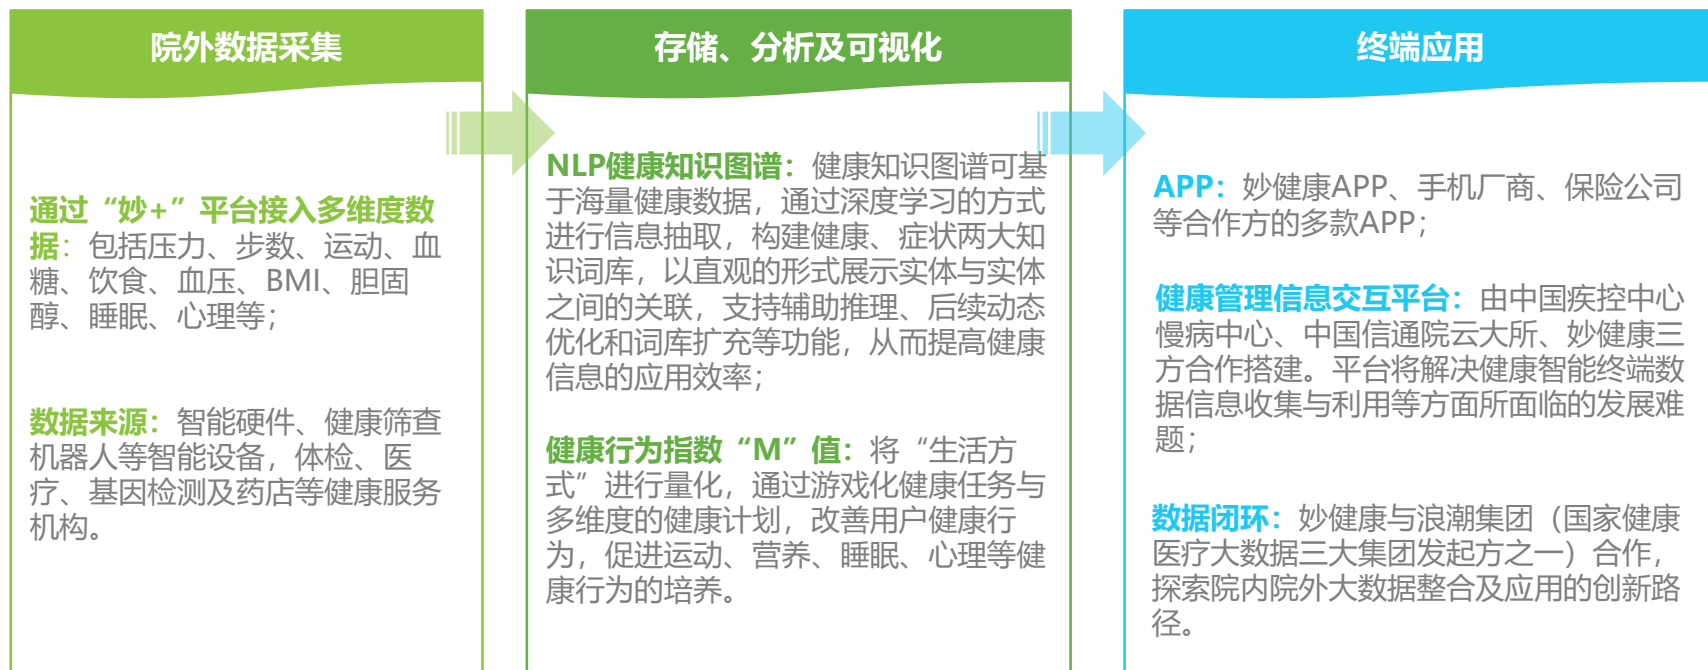 院外数据采集
通过“妙+”平台接入多维度数
据：包括压力、步数、运动、血
糖、饮食、血压、BMI、胆固
醇、睡眠、心理等；
数据来源：智能硬件、健康筛查
机器人等智能设备，体检、医
疗、基因检测及药店等健康服务
机构。
存储、分析及可视化
NLP健康知识图谱：健康知识图谱可基
于海量健康数据，通过深度学习的方式
进行信息抽取，构建健康、症状两大知
识词库，以直观的形式展示实体与实体
之间的关联，支持辅助推理、后续动态
优化和词库扩充等功能，从而提高健康
信息的应用效率；
健康行为指数“M”值：将“生活方
式”进行量化，通过游戏化健康任务与
多维度的健康计划，改善用户健康行
为，促进运动、营养、睡眠、心理等健
康行为的培养。
终端应用
APP：妙健康APP、手机厂商、保险公司
等合作方的多款APP；
健康管理信息交互平台：由中国疾控中心
慢病中心、中国信通院云大所、妙健康三
方合作搭建。平台将解决健康智能终端数
据信息收集与利用等方面所面临的发展难
题；
数据闭环：妙健康与浪潮集团（国家健康
医疗大数据三大集团发起方之一）合作，
探索院内院外大数据整合及应用的创新路
径。